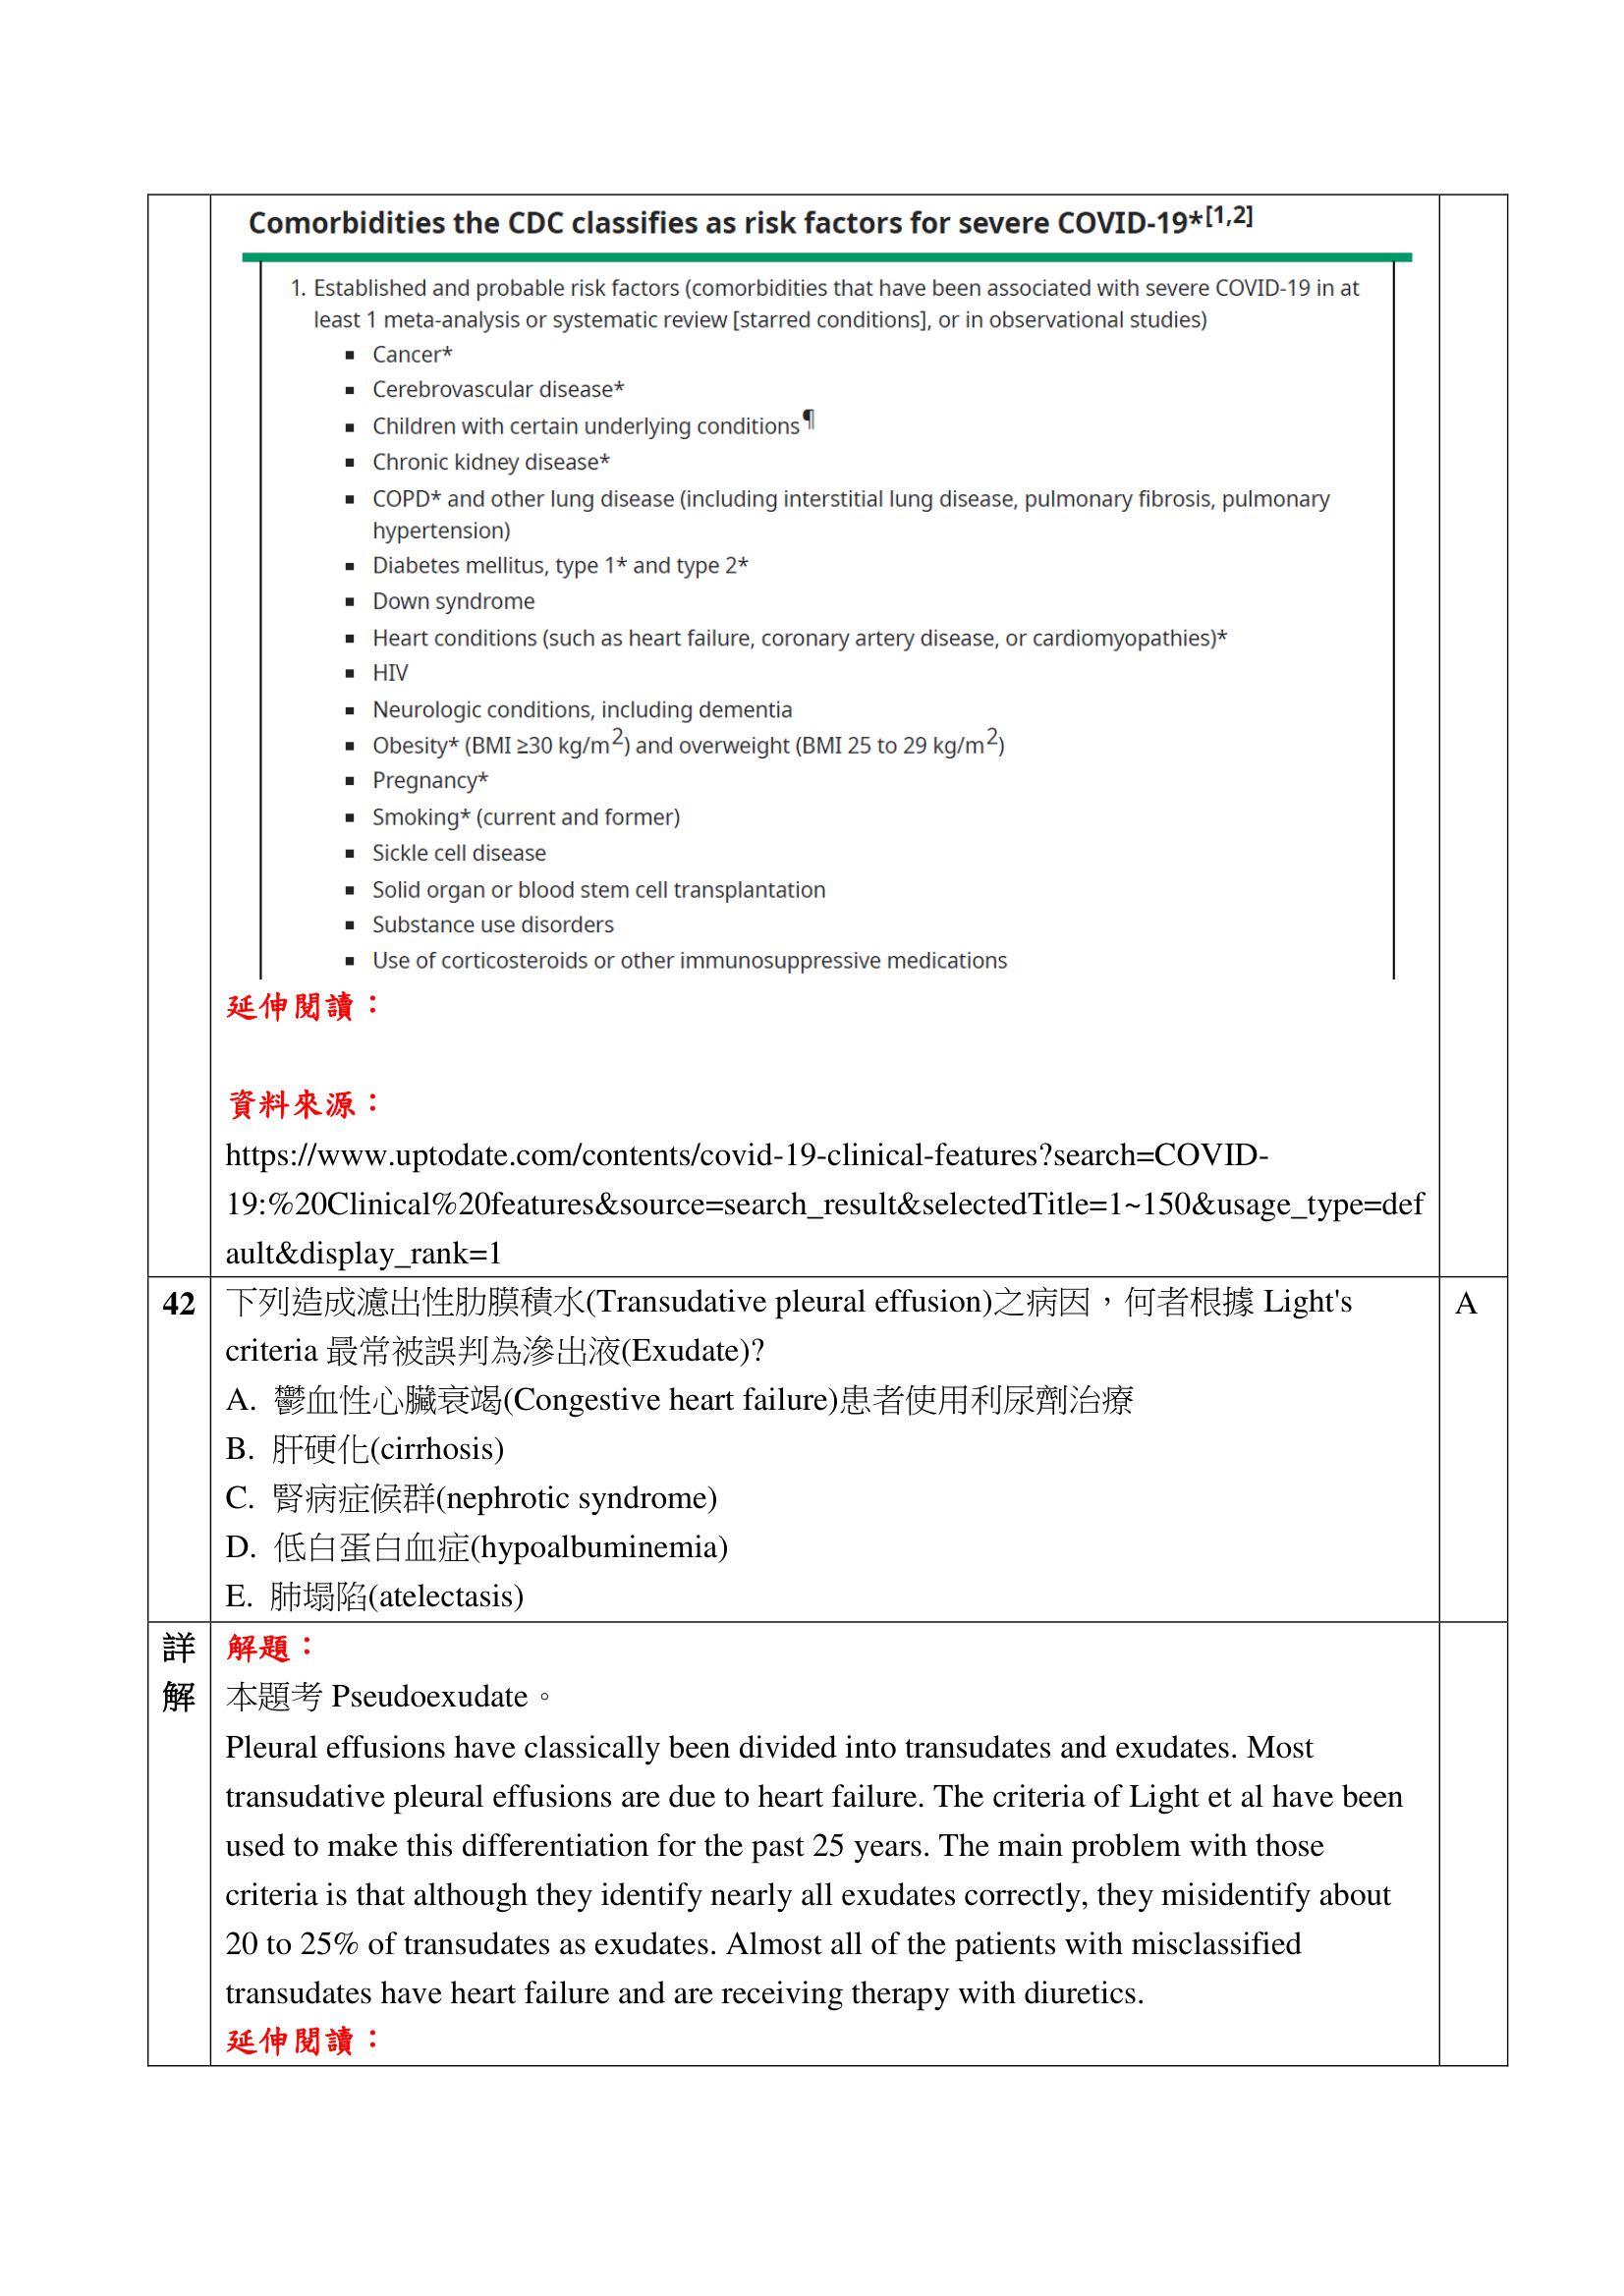 Comorbidities the CDC classifies as risk factors for severe COVID-19*[1,2]
1. Established and probable risk factors (comorbidities that have been associated with severe COVID-19 in at
least 1 meta-analysis or systematic review [starred conditions], or in observational studies)
▪ Cancer*
▪ Cerebrovascular disease*
▪ Children with certain underlying conditions¶
▪ Chronic kidney disease*
▪ COPD* and other lung disease (including interstitial lung disease, pulmonary fibrosis, pulmonary
hypertension)
▪ Diabetes mellitus, type 1* and type 2*
▪ Down syndrome
▪ Heart conditions (such as heart failure, coronary artery disease, or cardiomyopathies)*
▪ HIV
▪ Neurologic conditions, including dementia
▪ Obesity* (BMI ≥30 kg/m2) and overweight (BMI 25 to 29 kg/m2)
▪ Pregnancy*
▪ Smoking* (current and former)
▪ Sickle cell disease
▪ Solid organ or blood stem cell transplantation
▪ Substance use disorders
▪ Use of corticosteroids or other immunosuppressive medications
延伸閱讀：
資料來源：
https://www.uptodate.com/contents/covid-19-clinical-features?search=COVID-
19:%20Clinical%20features&source=search_result&selectedTitle=1~150&usage_type=def
ault&display_rank=1
42 下列造成濾出性肋膜積水(Transudative pleural effusion)之病因，何者根據 Light's A
criteria 最常被誤判為滲出液(Exudate)?
A. 鬱血性心臟衰竭(Congestive heart failure)患者使用利尿劑治療
B. 肝硬化(cirrhosis)
C. 腎病症候群(nephrotic syndrome)
D. 低白蛋白血症(hypoalbuminemia)
E. 肺塌陷(atelectasis)
詳 解題：
解 本題考 Pseudoexudate。
Pleural effusions have classically been divided into transudates and exudates. Most
transudative pleural effusions are due to heart failure. The criteria of Light et al have been
used to make this differentiation for the past 25 years. The main problem with those
criteria is that although they identify nearly all exudates correctly, they misidentify about
20 to 25% of transudates as exudates. Almost all of the patients with misclassified
transudates have heart failure and are receiving therapy with diuretics.
延伸閱讀：